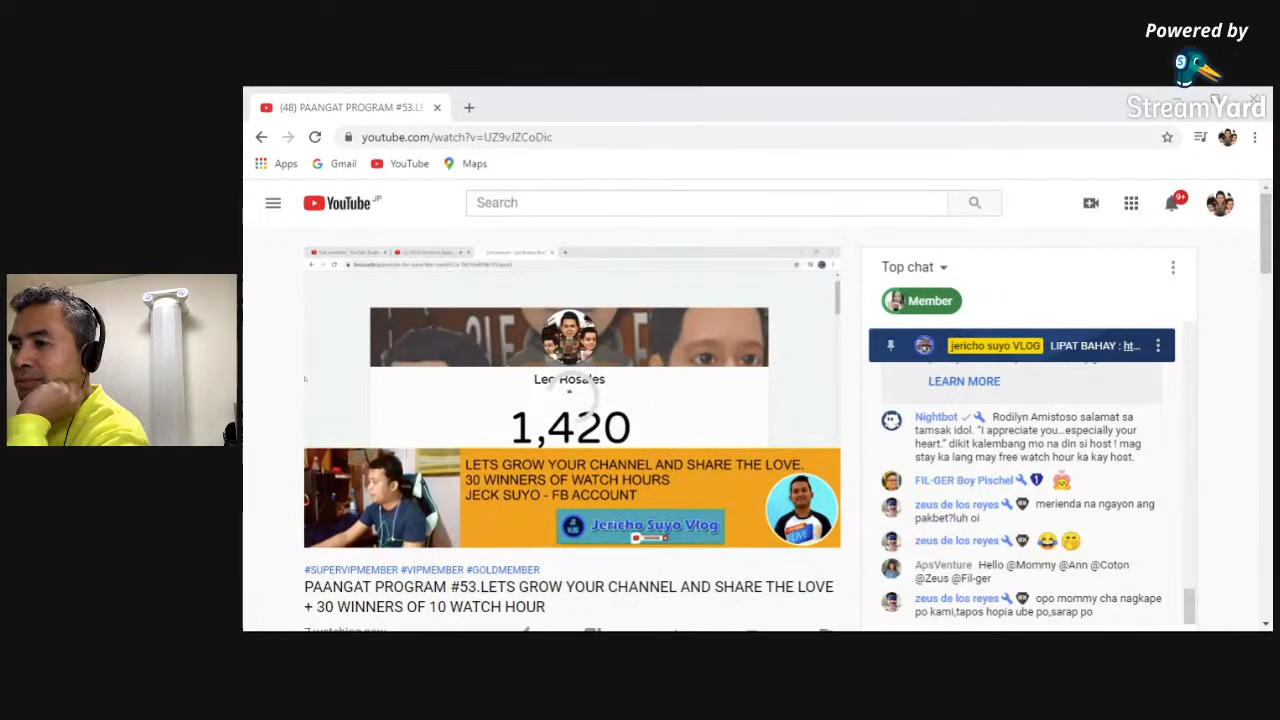 Powered by
StreamYard
(48) PAANGAT PROGRAM #53.LE
youtube.com/watch?v=UZ9vJZCoDic
Apps
Gmail
YouTube
Maps
YouTube JP
Search
9+
Top chat
Member
jericho suyo VLOG LIPAT BAHAY : ht...
LEARN MORE
Leo Rosales
1,420
LETS GROW YOUR CHANNEL AND SHARE THE LOVE.
30 WINNERS OF WATCH HOURS
JECK SUYO - FB ACCOUNT
Jericho Suyo Vlog
LIVE
#SUPERVIPMEMBER #VIPMEMBER #GOLDMEMBER
PAANGAT PROGRAM #53.LETS GROW YOUR CHANNEL AND SHARE THE LOVE
+ 30 WINNERS OF 10 WATCH HOUR
7 watching now
Nightbot Rodilyn Amistoso salamat sa
tamsak idol. "I appreciate you...especially your
heart." dikit kalembang mo na din si host ! mag
stay ka lang may free watch hour ka kay host.
FIL-GER Boy Pischel
zeus de los reyes merienda na ngayon ang
pakbet?luh oi
zeus de los reyes
ApsVenture Hello @Mommy @Ann @Coton
@Zeus @Fil-ger
zeus de los reyes opo mommy cha nagkape
po kami,tapos hopia ube po,sarap po